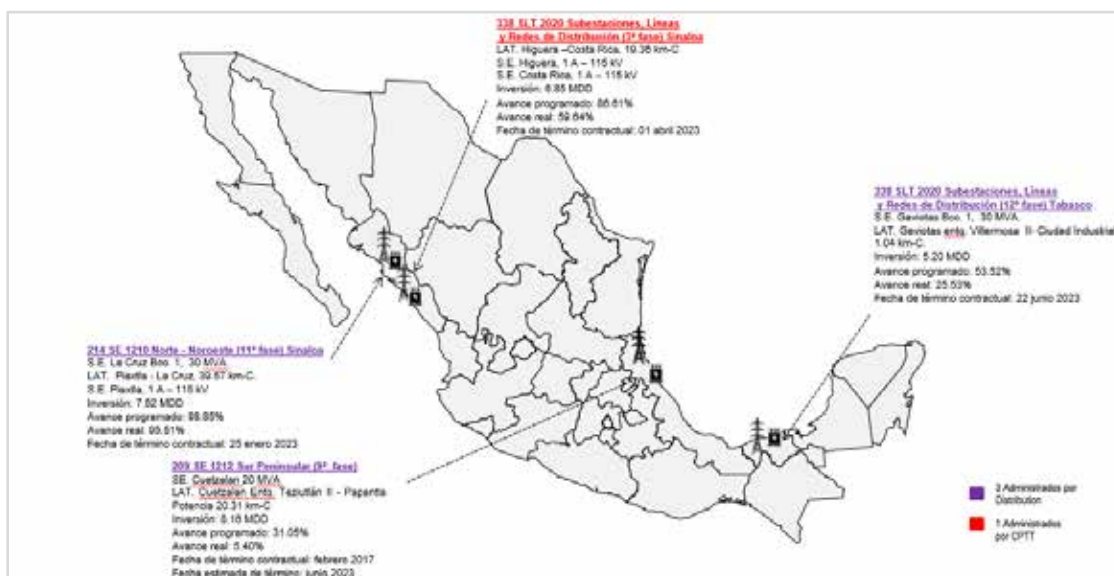 338 SLT 2020 Subestaciones, Líneas
y Redes de Distribución (3ª fase) Sinaloa
LAT. Higuera –Costa Rica, 19.36 km-C
S.E. Higuera, 1 A – 115 kV
S.E. Costa Rica, 1 A – 115 kV
Inversión: 6.85 MDD
Avance programado: 86.61%
Avance real: 59.64%
Fecha de término contractual: 01 abril 2023
338 SLT 2020 Subestaciones, Líneas
y Redes de Distribución (12ª fase) Tabasco
S.E. Gaviotas Bco. 1, 30 MVA.
LAT. Gaviotas entq. Villermosa II-Ciudad Industrial
1.04 km-C.
Inversión: 5.20 MDD
Avance programado: 53.52%
Avance real: 25.53%
Fecha de término contractual: 22 junio 2023
214 SE 1210 Norte - Noroeste (11ª fase) Sinaloa
S.E. La Cruz Bco. 1, 30 MVA.
LAT. Piaxtla - La Cruz, 39.67 km-C.
S.E. Piaxtla, 1 A – 115 kV
Inversión: 7.62 MDD
Avance programado:
Avance real:
Fecha de término contractual: 25 enero 2023
209 SE 1212 Sur Peninsular (9ª fase)
SE. Cuetzalan 20 MVA
LAT. Cuetzalan Entq. Teziutlán II - Papantla
Potencia 20.31 km-C
Inversión: 8.16 MDD
Avance programado: 31.05%
Avance real: 5.40%
Fecha de término contractual: febrero 2017
Fecha estimada de término: junio 2023
3 Administrados por
Distribution
1 Administrados
por CPTT